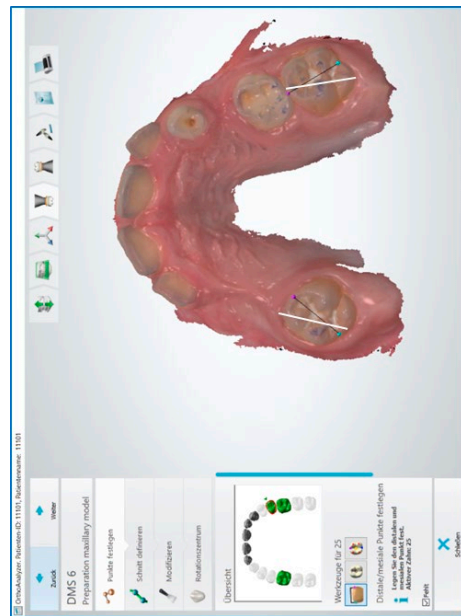 OrthoAnalyzer, Patienten-ID: 11101, Patientenname: 11101
Zurück
Weiter
DMS 6
Preparation maxillary model
Punkte festlegen
Schnitt definieren
Modifizieren
Rotationszentrum
Übersicht
Werkzeuge für 25
Distale/mesiale Punkte festlegen
Legen Sie den distalen und
mesialen Punkt fest.
Aktiver Zahn: 25
Fehlt
Schließen